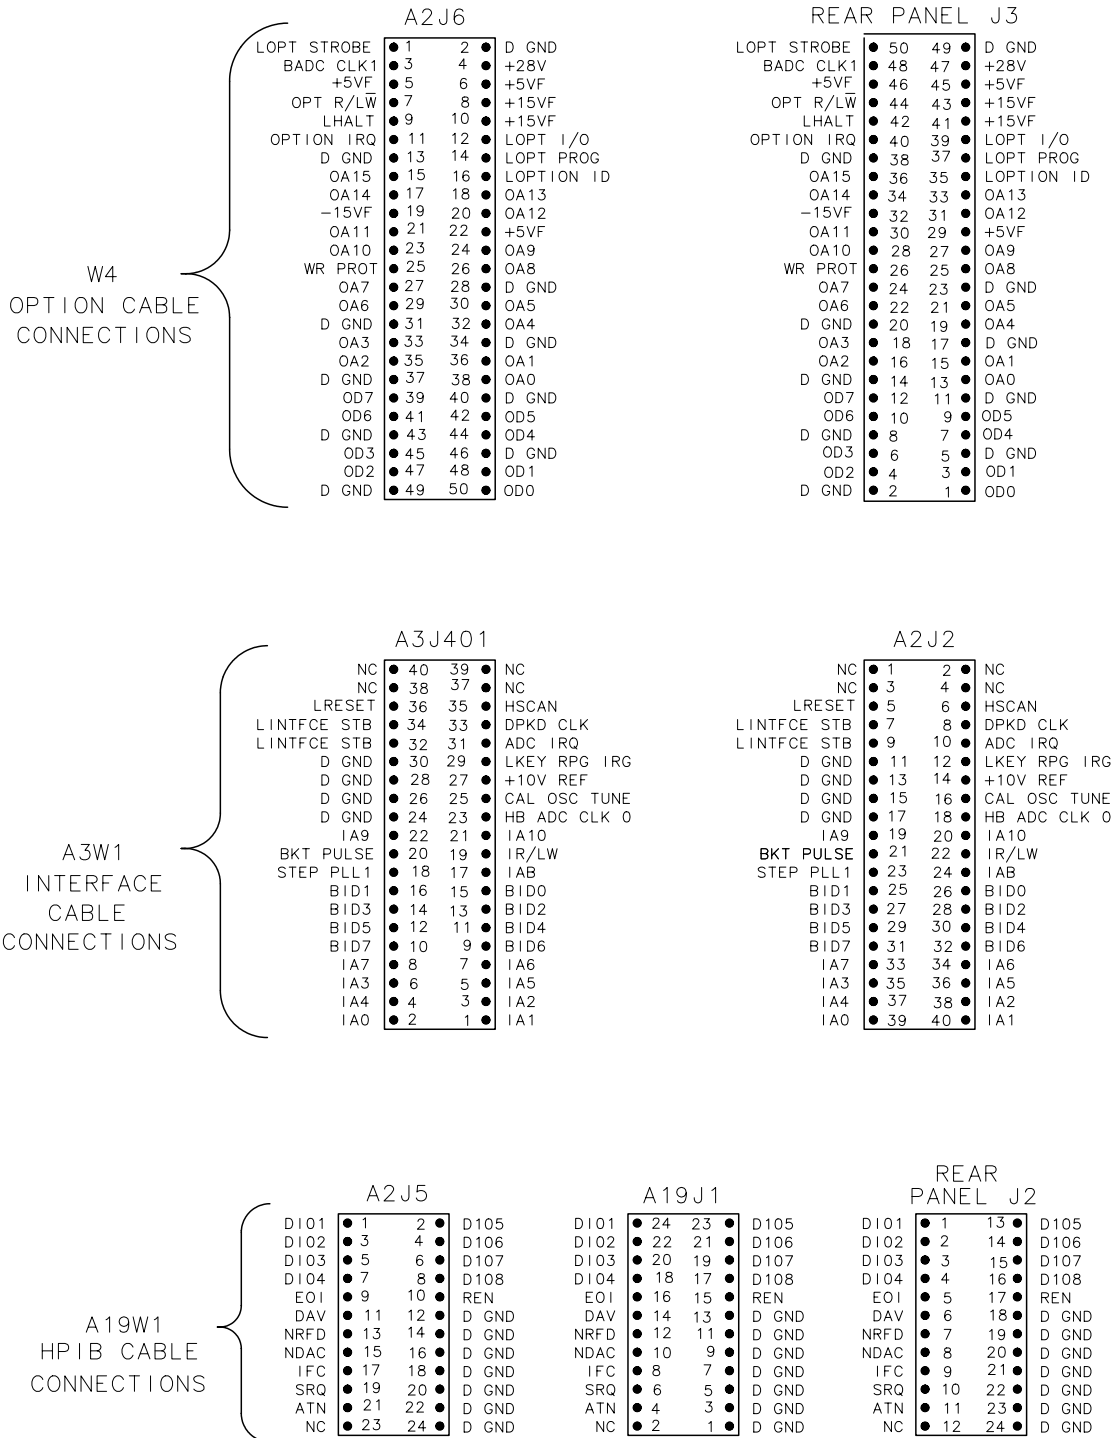 A2J6 REAR PANEL J3
LOPT STROBE 1 2 D GND LOPT STROBE 50 49 D GND
BADC CLK1 3 4 +28V BADC CLK1 48 47 +28V
+5VF 5 6 +5VF +5VF 46 45 +5VF
OPT R/LW̅ 7 8 +15VF OPT R/LW̅ 44 43 +15VF
LHALT 9 10 +15VF LHALT 42 41 +15VF
OPTION IRQ 11 12 LOPT I/O OPTION IRQ 40 39 LOPT I/O
D GND 13 14 LOPT PROG D GND 38 37 LOPT PROG
OA15 15 16 LOPTION ID OA15 36 35 LOPTION ID
OA14 17 18 OA13 OA14 34 33 OA13
-15VF 19 20 OA12 -15VF 32 31 OA12
OA11 21 22 +5VF OA11 30 29 +5VF
OA10 23 24 OA9 OA10 28 27 OA9
WR PROT 25 26 OA8 WR PROT 26 25 OA8
W4
OPTION CABLE
CONNECTIONS
OA7 27 28 D GND OA7 24 23 D GND
OA6 29 30 OA5 OA6 22 21 OA5
D GND 31 32 OA4 D GND 20 19 OA4
OA3 33 34 D GND OA3 18 17 D GND
OA2 35 36 OA1 OA2 16 15 OA1
D GND 37 38 OA0 D GND 14 13 OA0
OD7 39 40 D GND OD7 12 11 D GND
OD6 41 42 OD5 OD6 10 9 OD5
D GND 43 44 OD4 D GND 8 7 OD4
OD3 45 46 D GND OD3 6 5 D GND
OD2 47 48 OD1 OD2 4 3 OD1
D GND 49 50 OD0 D GND 2 1 OD0
A3J401 A2J2
NC 40 39 NC NC 1 2 NC
NC 38 37 NC NC 3 4 NC
LRESET 36 35 HSCAN LRESET 5 6 HSCAN
LINTFCE STB 34 33 DPKD CLK LINTFCE STB 7 8 DPKD CLK
LINTFCE STB 32 31 ADC IRQ LINTFCE STB 9 10 ADC IRQ
D GND 30 29 LKEY RPG IRG D GND 11 12 LKEY RPG IRG
D GND 28 27 +10V REF D GND 13 14 +10V REF
D GND 26 25 CAL OSC TUNE D GND 15 16 CAL OSC TUNE
D GND 24 23 HB ADC CLK 0 D GND 17 18 HB ADC CLK 0
IA9 22 21 IA10 IA9 19 20 IA10
BKT PULSE 20 19 IR/LW BKT PULSE 21 22 IR/LW
STEP PLL1 18 17 IAB STEP PLL1 23 24 IAB
A3W1
INTERFACE
CABLE
CONNECTIONS
BID1 16 15 BID0 BID1 25 26 BID0
BID3 14 13 BID2 BID3 27 28 BID2
BID5 12 11 BID4 BID5 29 30 BID4
BID7 10 9 BID6 BID7 31 32 BID6
IA7 8 7 IA6 IA7 33 34 IA6
IA3 6 5 IA5 IA3 35 36 IA5
IA4 4 3 IA2 IA4 37 38 IA2
IA0 2 1 IA1 IA0 39 40 IA1
A2J5 A19J1 REAR
PANEL J2
DIO1 1 2 D105 DIO1 24 23 D105 DIO1 1 13 D105
DIO2 3 4 D106 DIO2 22 21 D106 DIO2 2 14 D106
DIO3 5 6 D107 DIO3 20 19 D107 DIO3 3 15 D107
DIO4 7 8 D108 DIO4 18 17 D108 DIO4 4 16 D108
EOI 9 10 REN EOI 16 15 REN EOI 5 17 REN
DAV 11 12 D GND DAV 14 13 D GND DAV 6 18 D GND
NRFD 13 14 D GND NRFD 12 11 D GND NRFD 7 19 D GND
A19W1
HPIB CABLE
CONNECTIONS
NDAC 15 16 D GND NDAC 10 9 D GND NDAC 8 20 D GND
IFC 17 18 D GND IFC 8 7 D GND IFC 9 21 D GND
SRQ 19 20 D GND SRQ 6 5 D GND SRQ 10 22 D GND
ATN 21 22 D GND ATN 4 3 D GND ATN 11 23 D GND
NC 23 24 D GND NC 2 1 D GND NC 12 24 D GND